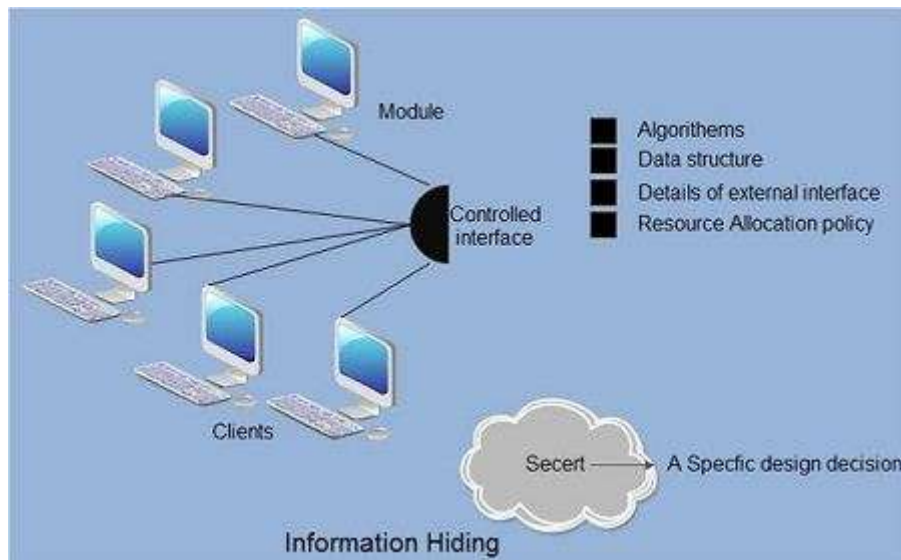 Module
Algorithems
Data structure
Details of external interface
Resource Allocation policy
Controlled
interface
Clients
Secert
A Specfic design decision
Information Hiding